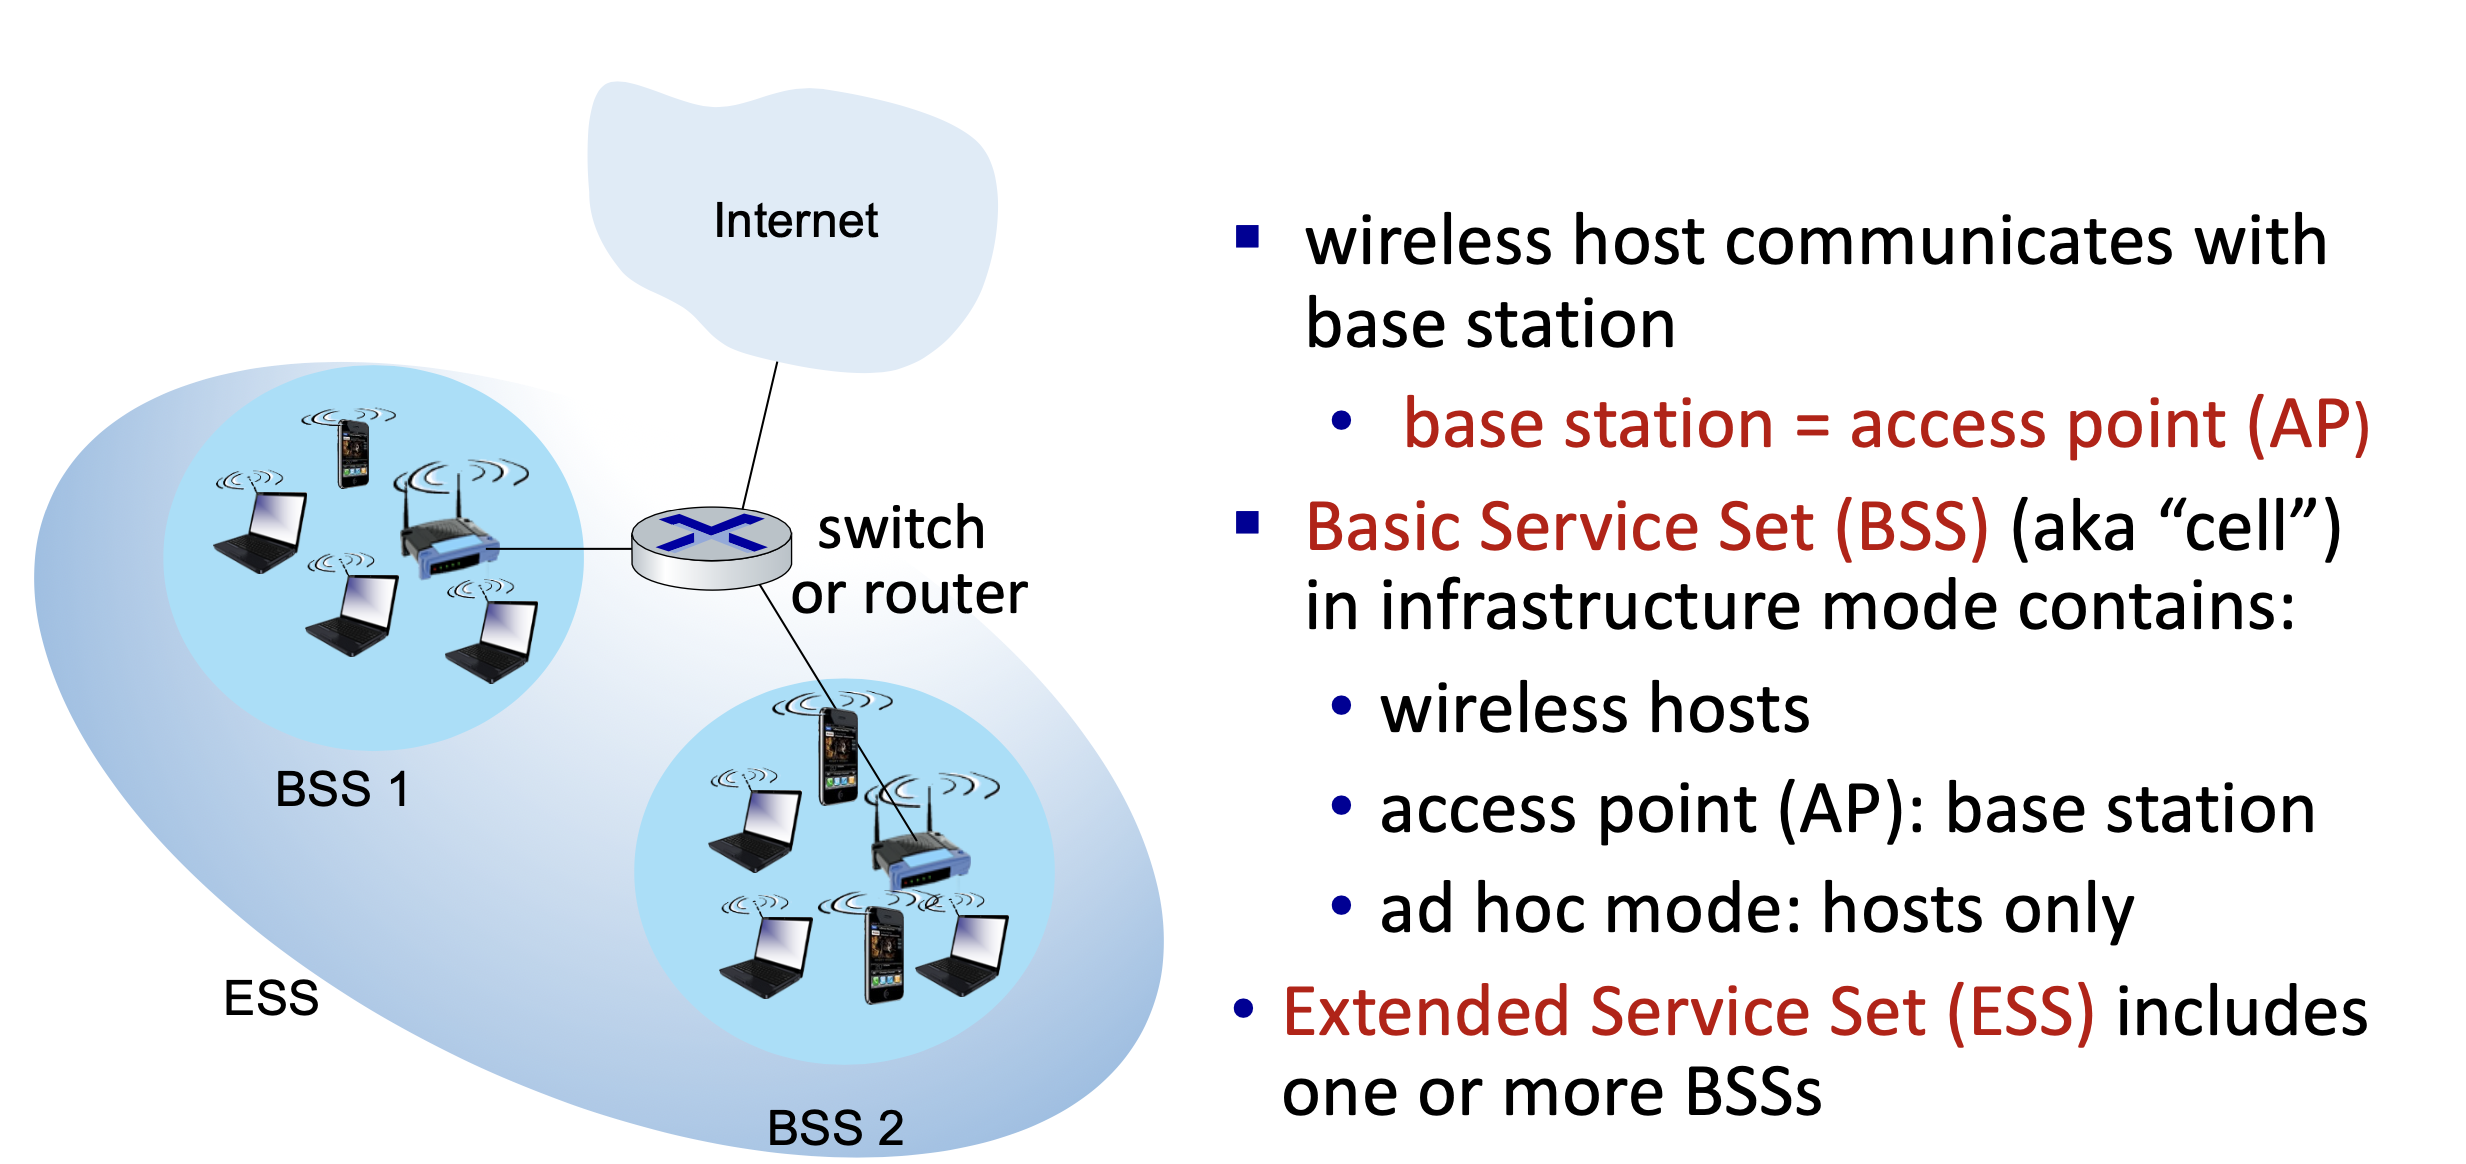 Internet
switch
or router
BSS 1
ESS
BSS 2
▪ wireless host communicates with
base station
• base station = access point (AP)
▪ Basic Service Set (BSS) (aka “cell”)
in infrastructure mode contains:
• wireless hosts
• access point (AP): base station
• ad hoc mode: hosts only
• Extended Service Set (ESS) includes
one or more BSSs